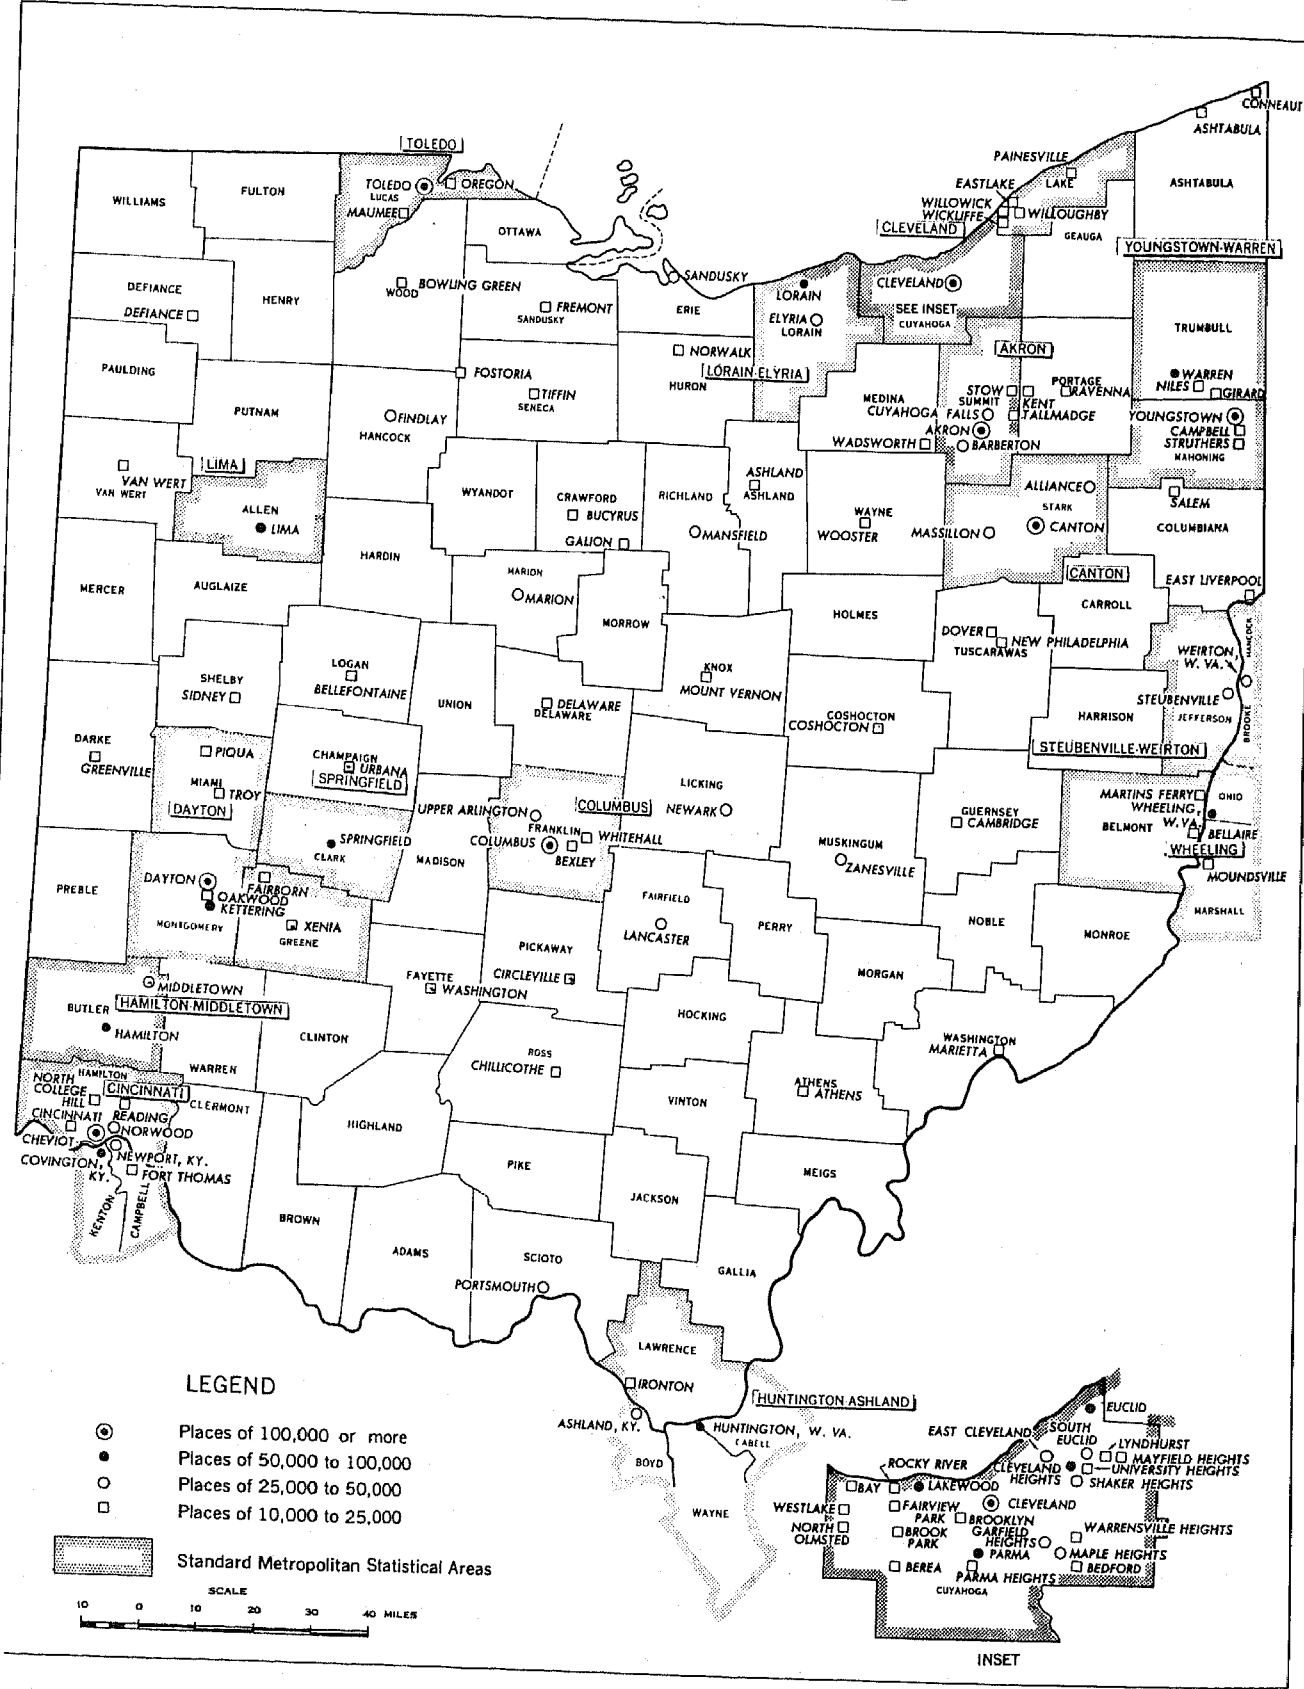 CONNEAUT
ASHTABULA
TOLEDO
PAINESVILLE
LAKE
EASTLAKE
WILLOWICK
WICKLIFFE
WILLOUGHBY
CLEVELAND
GEAUGA
ASHTABULA
YOUNGSTOWN-WARREN
WILLIAMS
FULTON
TOLEDO
LUCAS
OREGON
MAUMEE
OTTAWA
DEFIANCE
DEFIANCE
HENRY
WOOD
BOWLING GREEN
FREMONT
SANDUSKY
SANDUSKY
ERIE
LORAIN
ELYRIA
LORAIN
CLEVELAND
SEE INSET
CUYAHOGA
TRUMBULL
PAULDING
PUTNAM
FOSTORIA
TIFFIN
SENECA
NORWALK
HURON
LORAIN-ELYRIA
AKRON
MEDINA
CUYAHOGA FALLS
STOW
SUMMIT
KENT
TALLMADGE
PORTAGE
RAVENNA
WARREN
NILES
GIRARD
YOUNGSTOWN
CAMPBELL
STRUTHERS
MAHONING
AKRON
BARBERTON
WADSWORTH
FINDLAY
HANCOCK
VAN WERT
VAN WERT
LIMA
ALLEN
LIMA
WYANDOT
CRAWFORD
BUCYRUS
GALION
RICHLAND
MANSFIELD
ASHLAND
ASHLAND
WAYNE
WOOSTER
MASSILLON
ALLIANCE
STARK
CANTON
SALEM
COLUMBIANA
CANTON
EAST LIVERPOOL
MERCER
AUGLAIZE
HARDIN
MARION
MARION
MORROW
HOLMES
CARROLL
DOVER
NEW PHILADELPHIA
TUSCARAWAS
WEIRTON,
W. VA.
HANCOCK
STEUBENVILLE
JEFFERSON
BROOKE
SHELBY
SIDNEY
LOGAN
BELLEFONTAINE
UNION
DELAWARE
DELAWARE
KNOX
MOUNT VERNON
COSHOCTON
COSHOCTON
HARRISON
STEUBENVILLE-WEIRTON
DARKE
GREENVILLE
PIQUA
MIAMI
TROY
DAYTON
CHAMPAIGN
URBANA
SPRINGFIELD
LICKING
NEWARK
GUERNSEY
CAMBRIDGE
MARTINS FERRY
WHEELING,
W. VA.
OHIO
BELMONT
BELLAIRE
WHEELING
MOUNDSVILLE
MARSHALL
UPPER ARLINGTON
COLUMBUS
FRANKLIN
COLUMBUS
WHITEHALL
BEXLEY
SPRINGFIELD
CLARK
MADISON
MUSKINGUM
ZANESVILLE
PREBLE
DAYTON
FAIRBORN
OAKWOOD
KETTERING
MONTGOMERY
XENIA
GREENE
FAIRFIELD
LANCASTER
PERRY
NOBLE
MONROE
PICKAWAY
CIRCLEVILLE
FAYETTE
WASHINGTON
MORGAN
MIDDLETOWN
HAMILTON-MIDDLETOWN
BUTLER
HAMILTON
CLINTON
HOCKING
WASHINGTON
MARIETTA
WARREN
ROSS
CHILLICOTHE
ATHENS
ATHENS
VINTON
NORTH
COLLEGE
HILL
HAMILTON
CINCINNATI
CLERMONT
CINCINNATI
READING
NORWOOD
CHEVIOT
COVINGTON,
KY.
NEWPORT, KY.
FORT THOMAS
KENTON
CAMPBELL
HIGHLAND
PIKE
JACKSON
MEIGS
BROWN
ADAMS
SCIOTO
PORTSMOUTH
GALLIA
LAWRENCE
IRONTON
HUNTINGTON-ASHLAND
ASHLAND, KY.
HUNTINGTON, W. VA.
CABELL
BOYD
WAYNE
LEGEND
Places of 100,000 or more
Places of 50,000 to 100,000
Places of 25,000 to 50,000
Places of 10,000 to 25,000
Standard Metropolitan Statistical Areas
SCALE
10 0 10 20 30 40 MILES
EUCLID
EAST CLEVELAND
SOUTH
EUCLID
LYNDHURST
MAYFIELD HEIGHTS
UNIVERSITY HEIGHTS
CLEVELAND
HEIGHTS
SHAKER HEIGHTS
ROCKY RIVER
BAY
LAKEWOOD
CLEVELAND
WESTLAKE
FAIRVIEW
PARK
BROOKLYN
NORTH
OLMSTED
BROOK
PARK
GARFIELD
HEIGHTS
WARRENSVILLE HEIGHTS
PARMA
MAPLE HEIGHTS
BEREA
PARMA HEIGHTS
BEDFORD
CUYAHOGA
INSET